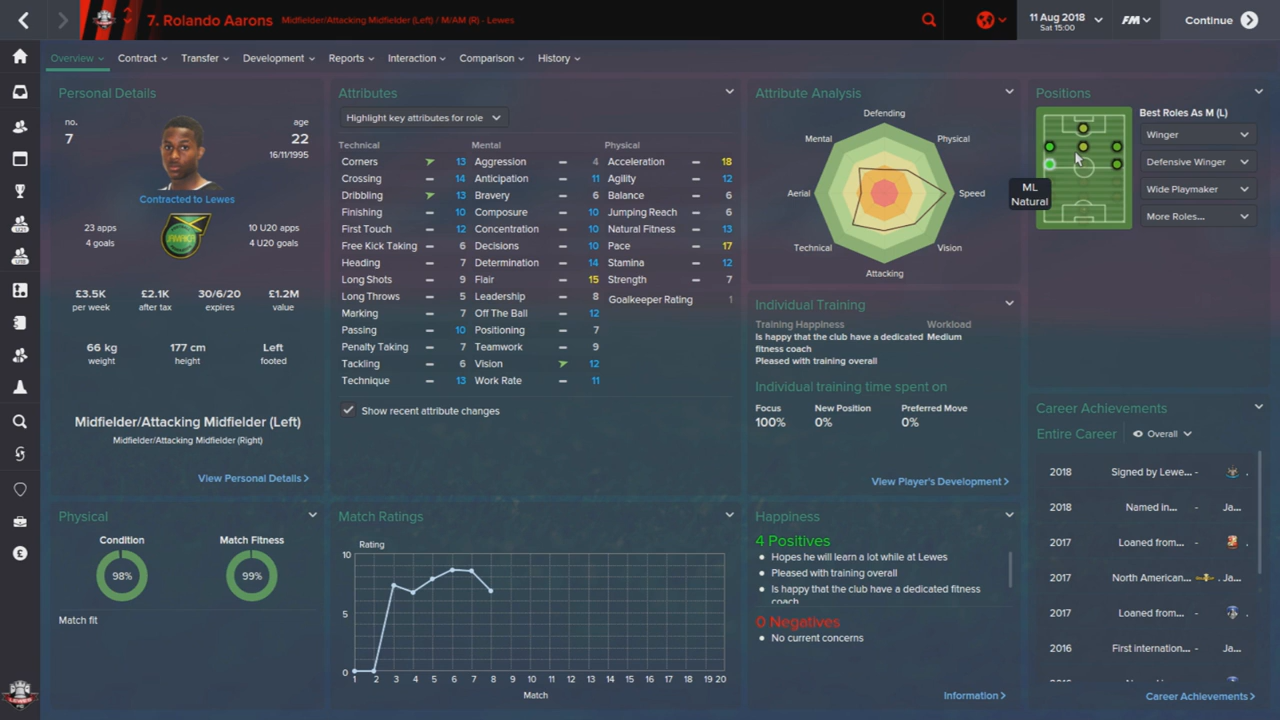 7. Rolando Aarons
Midfielder/Attacking Midfielder (Left) / M/AM (R) - Lewes
11 Aug 2018
Sat 15:00
FM
Continue
Overview
Contract
Transfer
Development
Reports
Interaction
Comparison
History
Personal Details
no.
7
age
22
16/11/1995
Contracted to Lewes
23 apps
4 goals
10 U20 apps
4 U20 goals
£3.5K
per week
£2.1K
after tax
30/6/20
expires
£1.2M
value
66 kg
weight
177 cm
height
Left
footed
Midfielder/Attacking Midfielder (Left)
Midfielder/Attacking Midfielder (Right)
View Personal Details >
Attributes
Highlight key attributes for role
Technical Mental Physical
Corners 13 Aggression 4 Acceleration 18
Crossing 14 Anticipation 11 Agility 12
Dribbling 13 Bravery 6 Balance 6
Finishing 10 Composure 10 Jumping Reach 6
First Touch 12 Concentration 10 Natural Fitness 13
Free Kick Taking 6 Decisions 10 Pace 17
Heading 7 Determination 14 Stamina 12
Long Shots 9 Flair 15 Strength 7
Long Throws 5 Leadership 8 Goalkeeper Rating 1
Marking 7 Off The Ball 12
Passing 10 Positioning 7
Penalty Taking 7 Teamwork 9
Tackling 6 Vision 12
Technique 13 Work Rate 11
Show recent attribute changes
Attribute Analysis
Defending
Mental
Physical
Aerial
Speed
Technical
Vision
Attacking
Individual Training
Training Happiness Workload
Is happy that the club have a dedicated Medium
fitness coach
Pleased with training overall
Individual training time spent on
Focus New Position Preferred Move
100% 0% 0%
View Player's Development >
Positions
Best Roles As M (L)
Winger
Defensive Winger
Wide Playmaker
More Roles...
ML
Natural
Career Achievements
Entire Career
Overall
2018 Signed by Lewe... -
2018 Named in... - Ja...
2017 Loaned from... -
2017 North American... - Ja...
2017 Loaned from... -
2016 First internation... - Ja...
Career Achievements >
Physical
Condition
98%
Match Fitness
99%
Match fit
Match Ratings
Rating
10
5
0
1 2 3 4 5 6 7 8 9 10 11 12 13 14 15 16 17 18 19 20
Match
Happiness
4 Positives
Hopes he will learn a lot while at Lewes
Pleased with training overall
Is happy that the club have a dedicated fitness
coach
0 Negatives
No current concerns
Information >